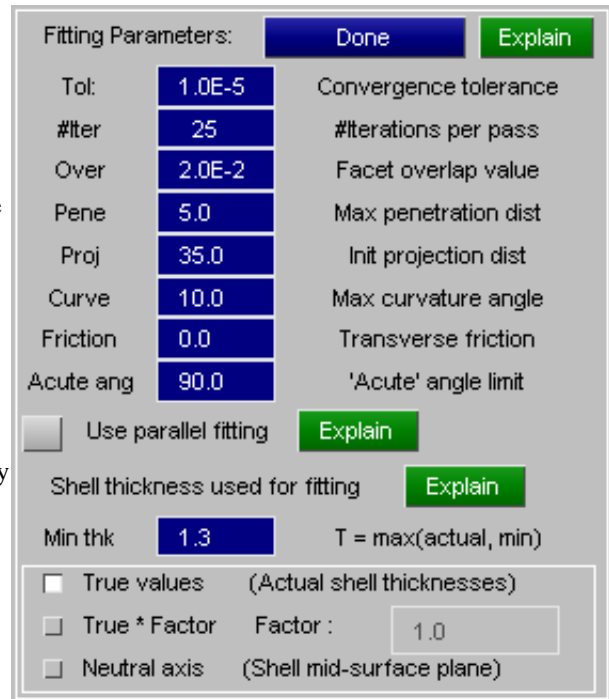 Fitting Parameters: Done Explain
Tol: 1.0E-5 Convergence tolerance
#Iter 25 #Iterations per pass
Over 2.0E-2 Facet overlap value
Pene 5.0 Max penetration dist
Proj 35.0 Init projection dist
Curve 10.0 Max curvature angle
Friction 0.0 Transverse friction
Acute ang 90.0 'Acute' angle limit
Use parallel fitting Explain
y
Shell thickness used for fitting Explain
Min thk 1.3 T = max(actual, min)
True values (Actual shell thicknesses)
True * Factor Factor : 1.0
Neutral axis (Shell mid-surface plane)